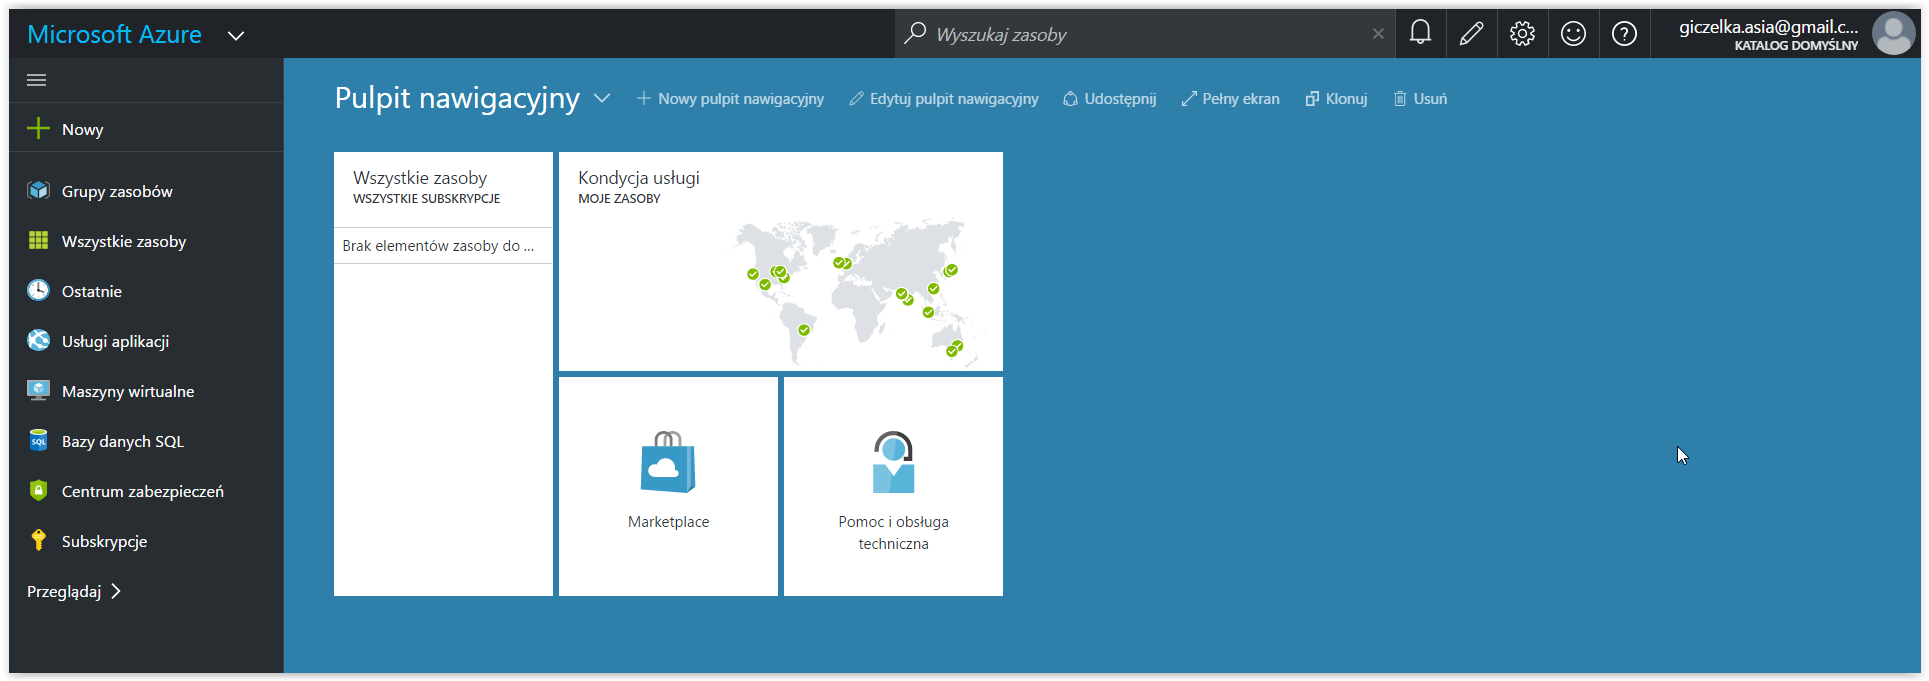 Microsoft Azure
Wyszukaj zasoby
giczelka.asia@gmail.c...
KATALOG DOMYŚLNY
Nowy
Grupy zasobów
Wszystkie zasoby
Ostatnie
Usługi aplikacji
Maszyny wirtualne
SQL
Bazy danych SQL
Centrum zabezpieczeń
Subskrypcje
Przeglądaj
Pulpit nawigacyjny
Nowy pulpit nawigacyjny
Edytuj pulpit nawigacyjny
Udostępnij
Pełny ekran
Klonuj
Usuń
Wszystkie zasoby
WSZYSTKIE SUBSKRYPCJE
Brak elementów zasoby do ...
Kondycja usługi
MOJE ZASOBY
Marketplace
Pomoc i obsługa
techniczna